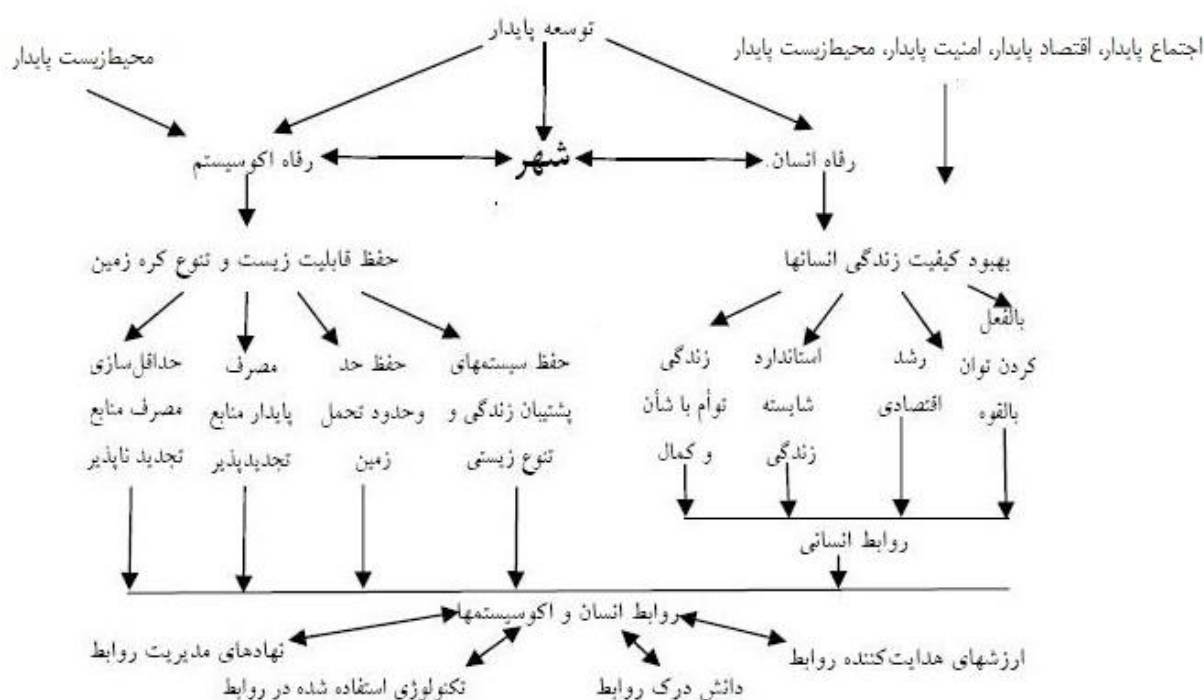 توسعه پایدار
اجتماع پایدار، اقتصاد پایدار، امنیت پایدار، محیط‌زیست پایدار
محیط‌زیست پایدار
رفاه انسان.
شهر
رفاه اکوسیستم
بهبود کیفیت زندگی انسانها
حفظ قابلیت زیست و تنوع کره زمین
بالفعل
کردن توان
بالقوه
رشد
اقتصادی
استاندارد
شایسته
زندگی
زندگی
توأم با شأن
و کمال
حفظ سیستمهای
پشتیبان زندگی و
تنوع زیستی
حفظ حد
وحدود تحمل
زمین
مصرف
پایدار منابع
تجدیدپذیر
حداقل‌سازی
مصرف منابع
تجدید ناپذیر
روابط انسانی
روابط انسان و اکوسیستمها
ارزشهای هدایت‌کننده روابط
دانش درک روابط
تکنولوژی استفاده شده در روابط
نهادهای مدیریت روابط